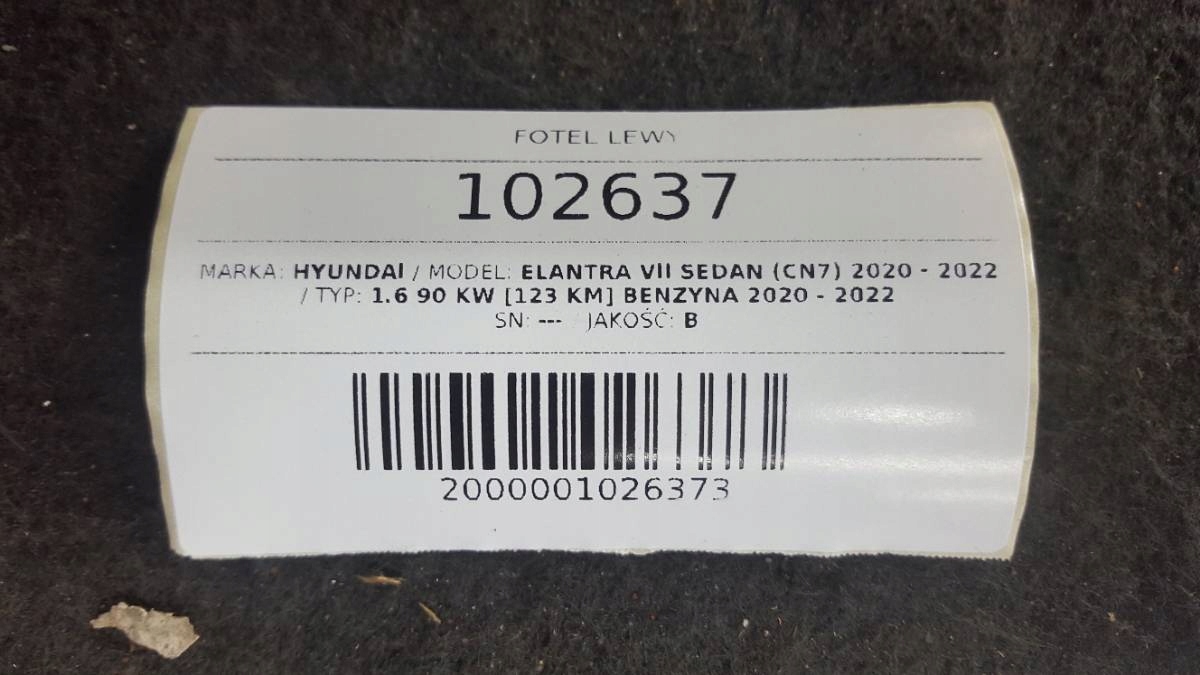 FOTEL LEWY
102637
MARKA: HYUNDAI / MODEL: ELANTRA VII SEDAN (CN7) 2020 - 2022
/ TYP: 1.6 90 KW [123 KM] BENZYNA 2020 - 2022
SN: --- / JAKOŚĆ: B
2000001026373